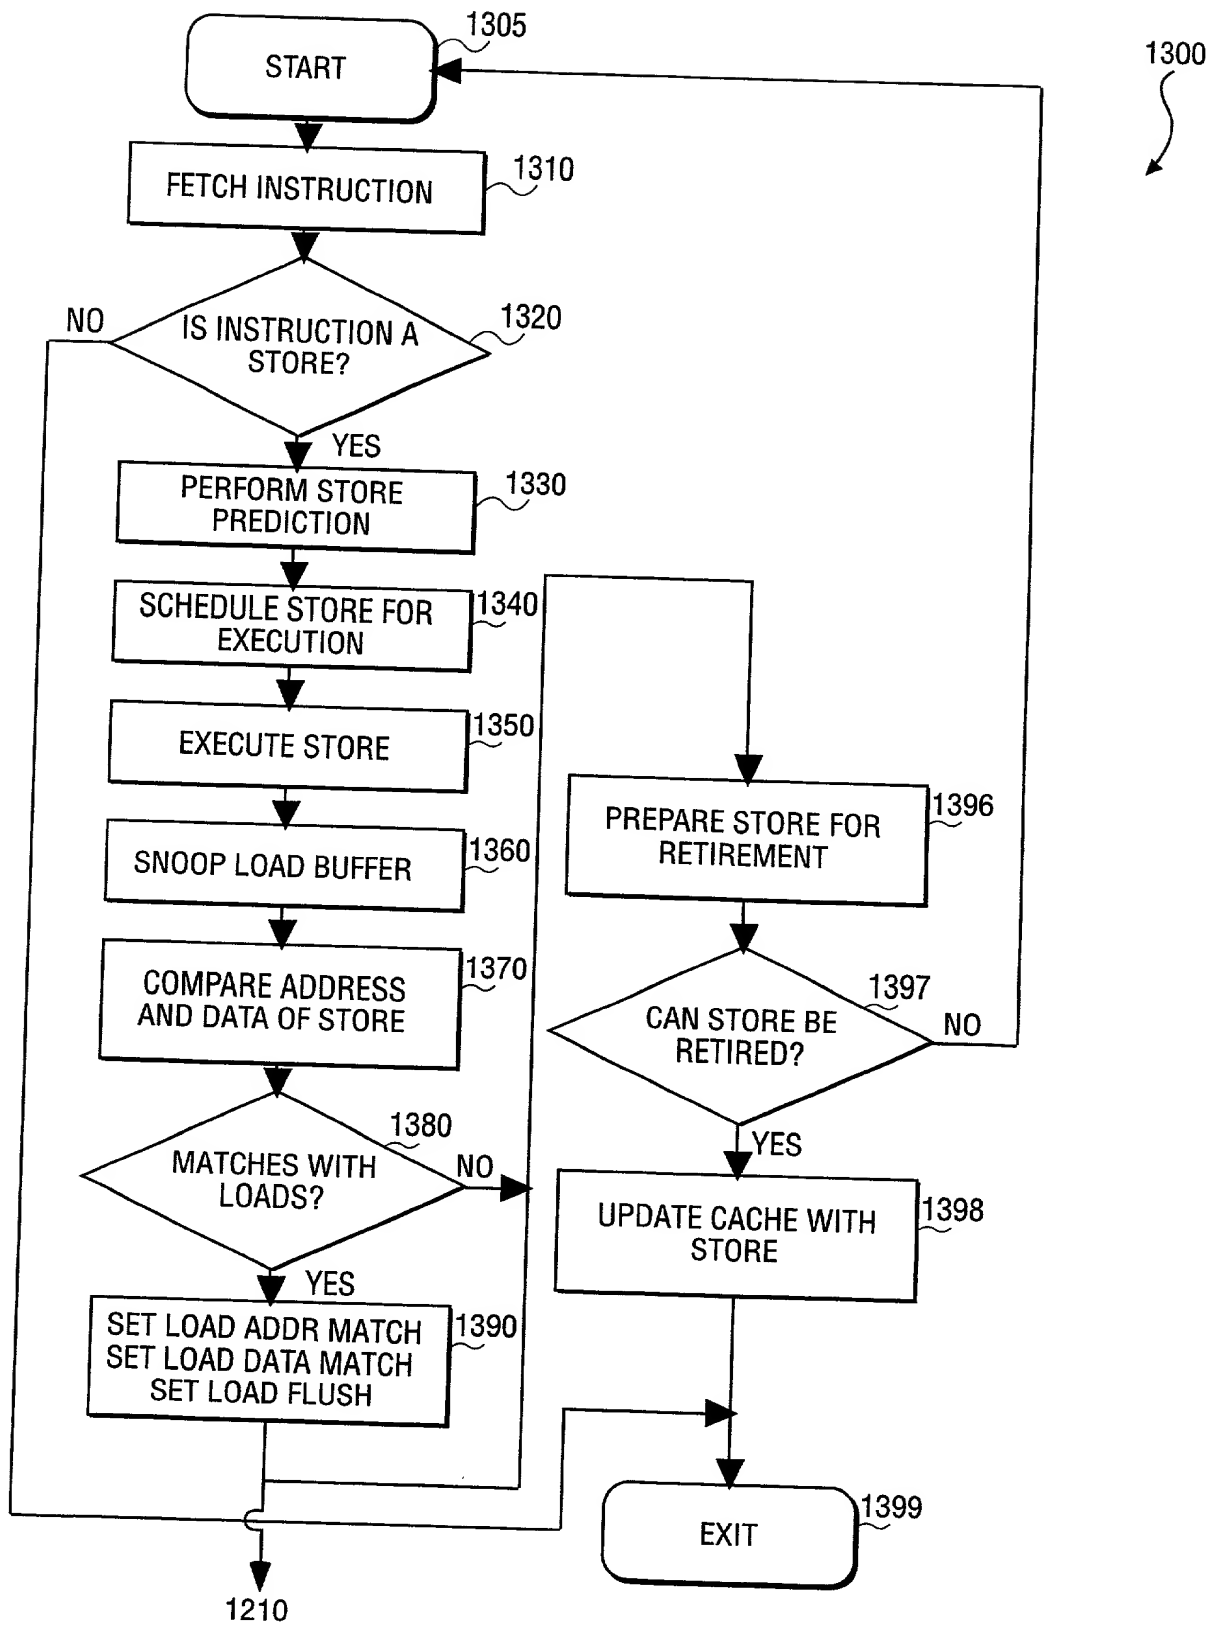 1305
START
1300
1310
FETCH INSTRUCTION
NO
1320
IS INSTRUCTION A
STORE?
YES
1330
PERFORM STORE
PREDICTION
1340
SCHEDULE STORE FOR
EXECUTION
1350
EXECUTE STORE
1360
SNOOP LOAD BUFFER
1370
COMPARE ADDRESS
AND DATA OF STORE
1380
MATCHES WITH
LOADS?
NO
YES
1390
SET LOAD ADDR MATCH
SET LOAD DATA MATCH
SET LOAD FLUSH
1210
1396
PREPARE STORE FOR
RETIREMENT
1397
CAN STORE BE
RETIRED?
NO
YES
1398
UPDATE CACHE WITH
STORE
1399
EXIT